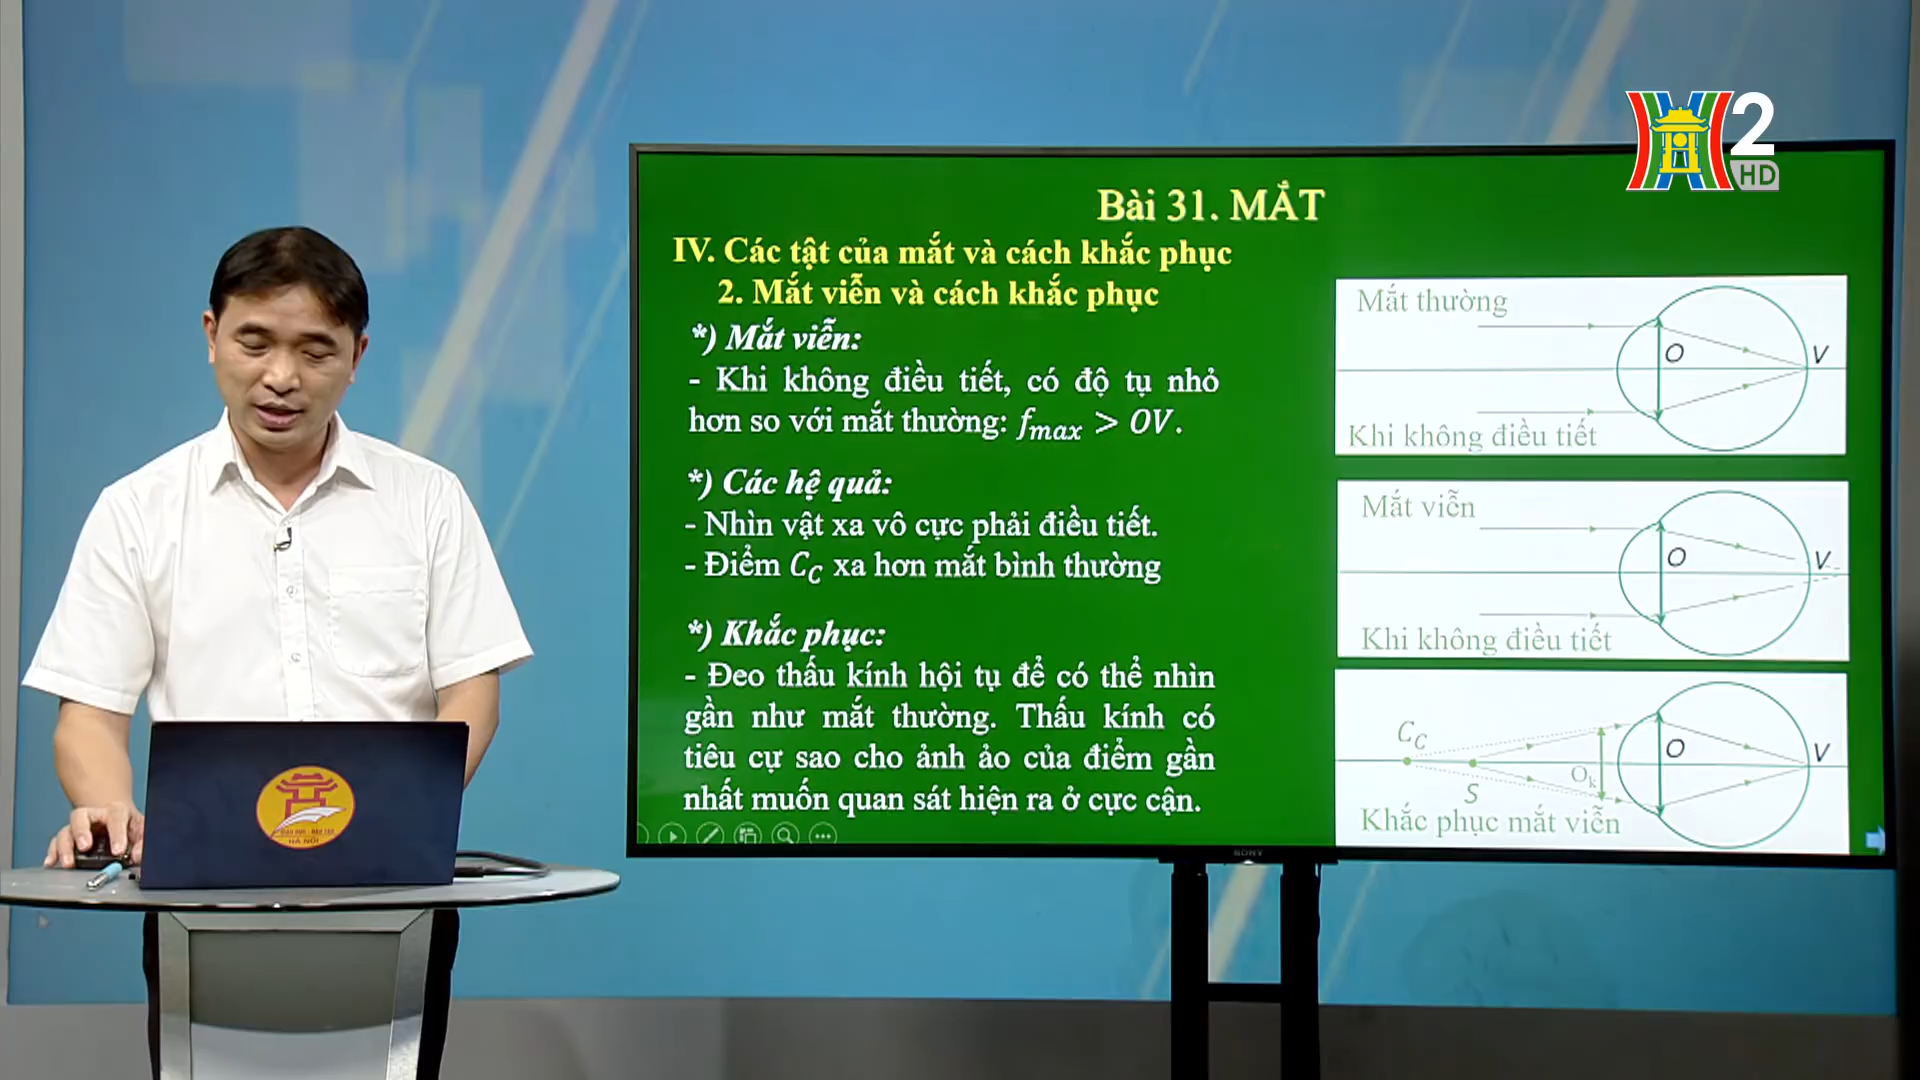 2
HD
Bài 31. MẮT
IV. Các tật của mắt và cách khắc phục
2. Mắt viễn và cách khắc phục
*) Mắt viễn:
- Khi không điều tiết, có độ tụ nhỏ
hơn so với mắt thường: fmax > OV.
*) Các hệ quả:
- Nhìn vật xa vô cực phải điều tiết.
- Điểm CC xa hơn mắt bình thường
*) Khắc phục:
- Đeo thấu kính hội tụ để có thể nhìn
gần như mắt thường. Thấu kính có
tiêu cự sao cho ảnh ảo của điểm gần
nhất muốn quan sát hiện ra ở cực cận.
Mắt thường
O
V
Khi không điều tiết
Mắt viễn
O
V
Khi không điều tiết
CC
S
Ok
O
V
Khắc phục mắt viễn
SONY
HÀ NỘI